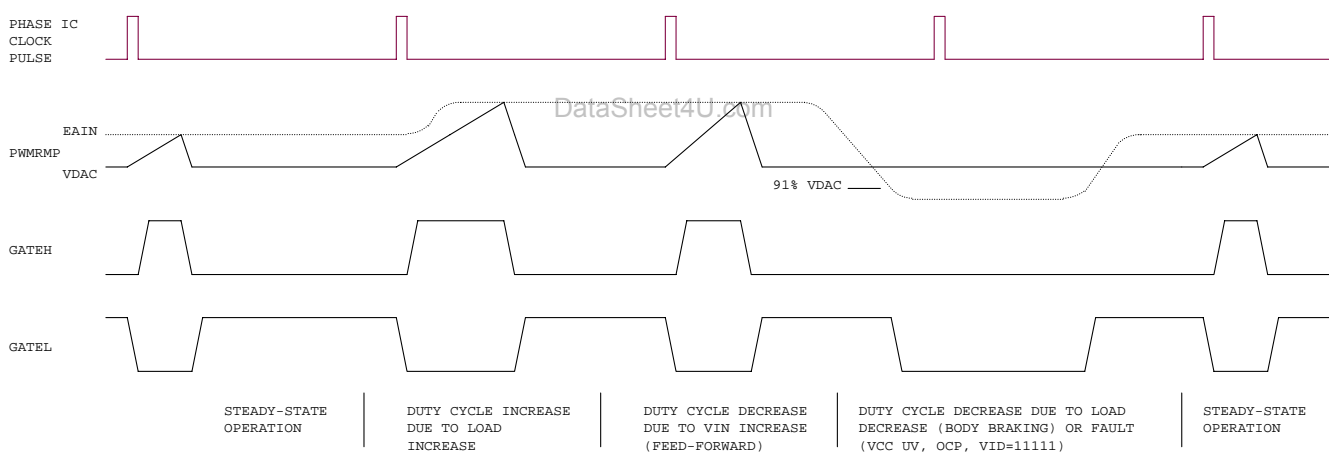 PHASE IC
CLOCK
PULSE
DataSheet4U.com
EAIN
PWMRMP
VDAC
91% VDAC
GATEH
GATEL
STEADY-STATE
OPERATION
DUTY CYCLE INCREASE
DUE TO LOAD
INCREASE
DUTY CYCLE DECREASE
DUE TO VIN INCREASE
(FEED-FORWARD)
DUTY CYCLE DECREASE DUE TO LOAD
DECREASE (BODY BRAKING) OR FAULT
(VCC UV, OCP, VID=11111)
STEADY-STATE
OPERATION